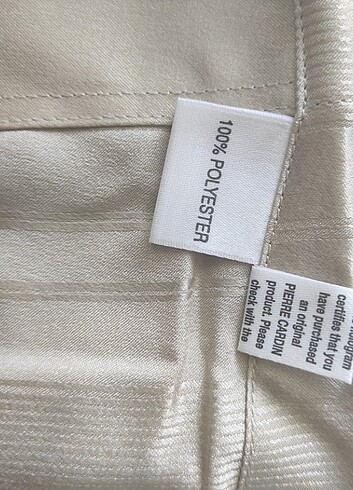 100% POLYESTER
certifies that you
have purchased
an original
PIERRE CARDIN
product. Please
check with the